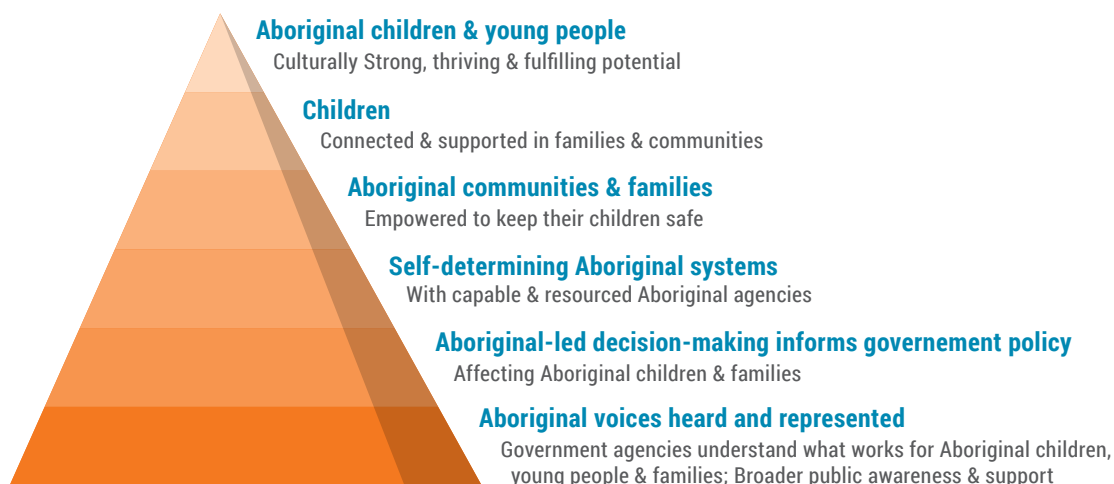 Aboriginal children & young people
Culturally Strong, thriving & fulfilling potential
Children
Connected & supported in families & communities
Aboriginal communities & families
Empowered to keep their children safe
Self-determining Aboriginal systems
With capable & resourced Aboriginal agencies
Aboriginal-led decision-making informs governement policy
Affecting Aboriginal children & families
Aboriginal voices heard and represented
Government agencies understand what works for Aboriginal children,
young people & families; Broader public awareness & support